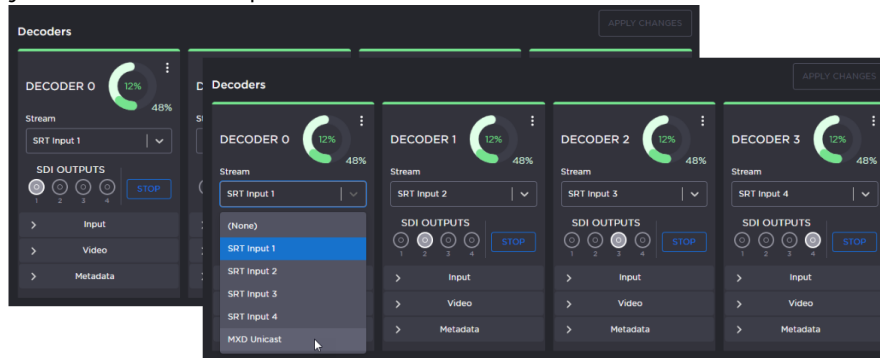 Decoders
APPLY CHANGES
DECODER 0
12%
48%
Stream
SRT Input 1
SDI OUTPUTS
1 2 3 4
STOP
Input
Video
Metadata
Decoders
APPLY CHANGES
DECODER 0
12%
48%
Stream
SRT Input 1
(None)
SRT Input 1
SRT Input 2
SRT Input 3
SRT Input 4
MXD Unicast
DECODER 1
12%
48%
Stream
SRT Input 2
SDI OUTPUTS
1 2 3 4
STOP
Input
Video
Metadata
DECODER 2
12%
48%
Stream
SRT Input 3
SDI OUTPUTS
1 2 3 4
STOP
Input
Video
Metadata
DECODER 3
12%
48%
Stream
SRT Input 4
SDI OUTPUTS
1 2 3 4
STOP
Input
Video
Metadata